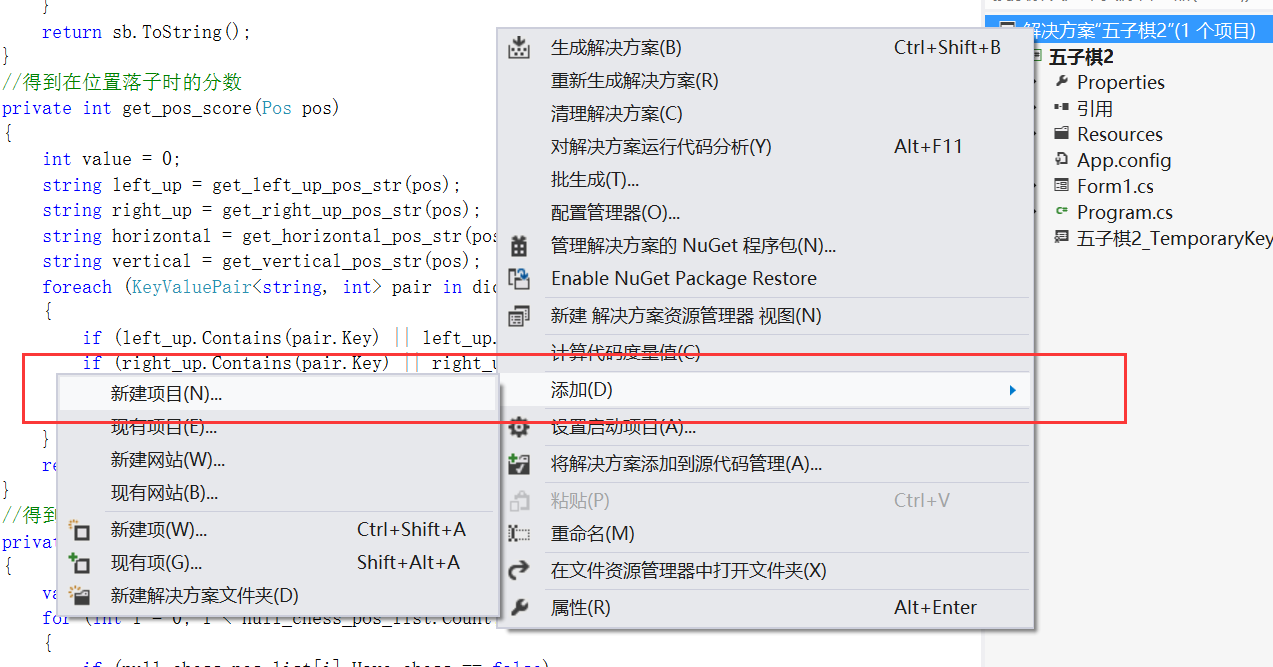 }
return sb.ToString();
}
//得到在位置落子时的分数
private int get_pos_score(Pos pos)
{
int value = 0;
string left_up = get_left_up_pos_str(pos);
string right_up = get_right_up_pos_str(pos);
string horizontal = get_horizontal_pos_str(pos
string vertical = get_vertical_pos_str(pos);
foreach (KeyValuePair<string, int> pair in dic
{
if (left_up.Contains(pair.Key) || left_up.
if (right_up.Contains(pair.Key) || right_u
}
re
}
//得到
privat
{
va
for (int i = 0; i < null_chess_pos_list.Count
{
生成解决方案(B) Ctrl+Shift+B
重新生成解决方案(R)
清理解决方案(C)
对解决方案运行代码分析(Y) Alt+F11
批生成(T)...
配置管理器(O)...
管理解决方案的 NuGet 程序包(N)...
Enable NuGet Package Restore
新建 解决方案资源管理器 视图(N)
计算代码度量值(C)
添加(D)
设置启动项目(A)...
将解决方案添加到源代码管理(A)...
粘贴(P) Ctrl+V
重命名(M)
在文件资源管理器中打开文件夹(X)
属性(R) Alt+Enter
新建项目(N)...
现有项目(E)...
新建网站(W)...
现有网站(B)...
新建项(W)... Ctrl+Shift+A
现有项(G)... Shift+Alt+A
新建解决方案文件夹(D)
解决方案"五子棋2"(1 个项目)
五子棋2
Properties
引用
Resources
App.config
Form1.cs
Program.cs
五子棋2_TemporaryKey